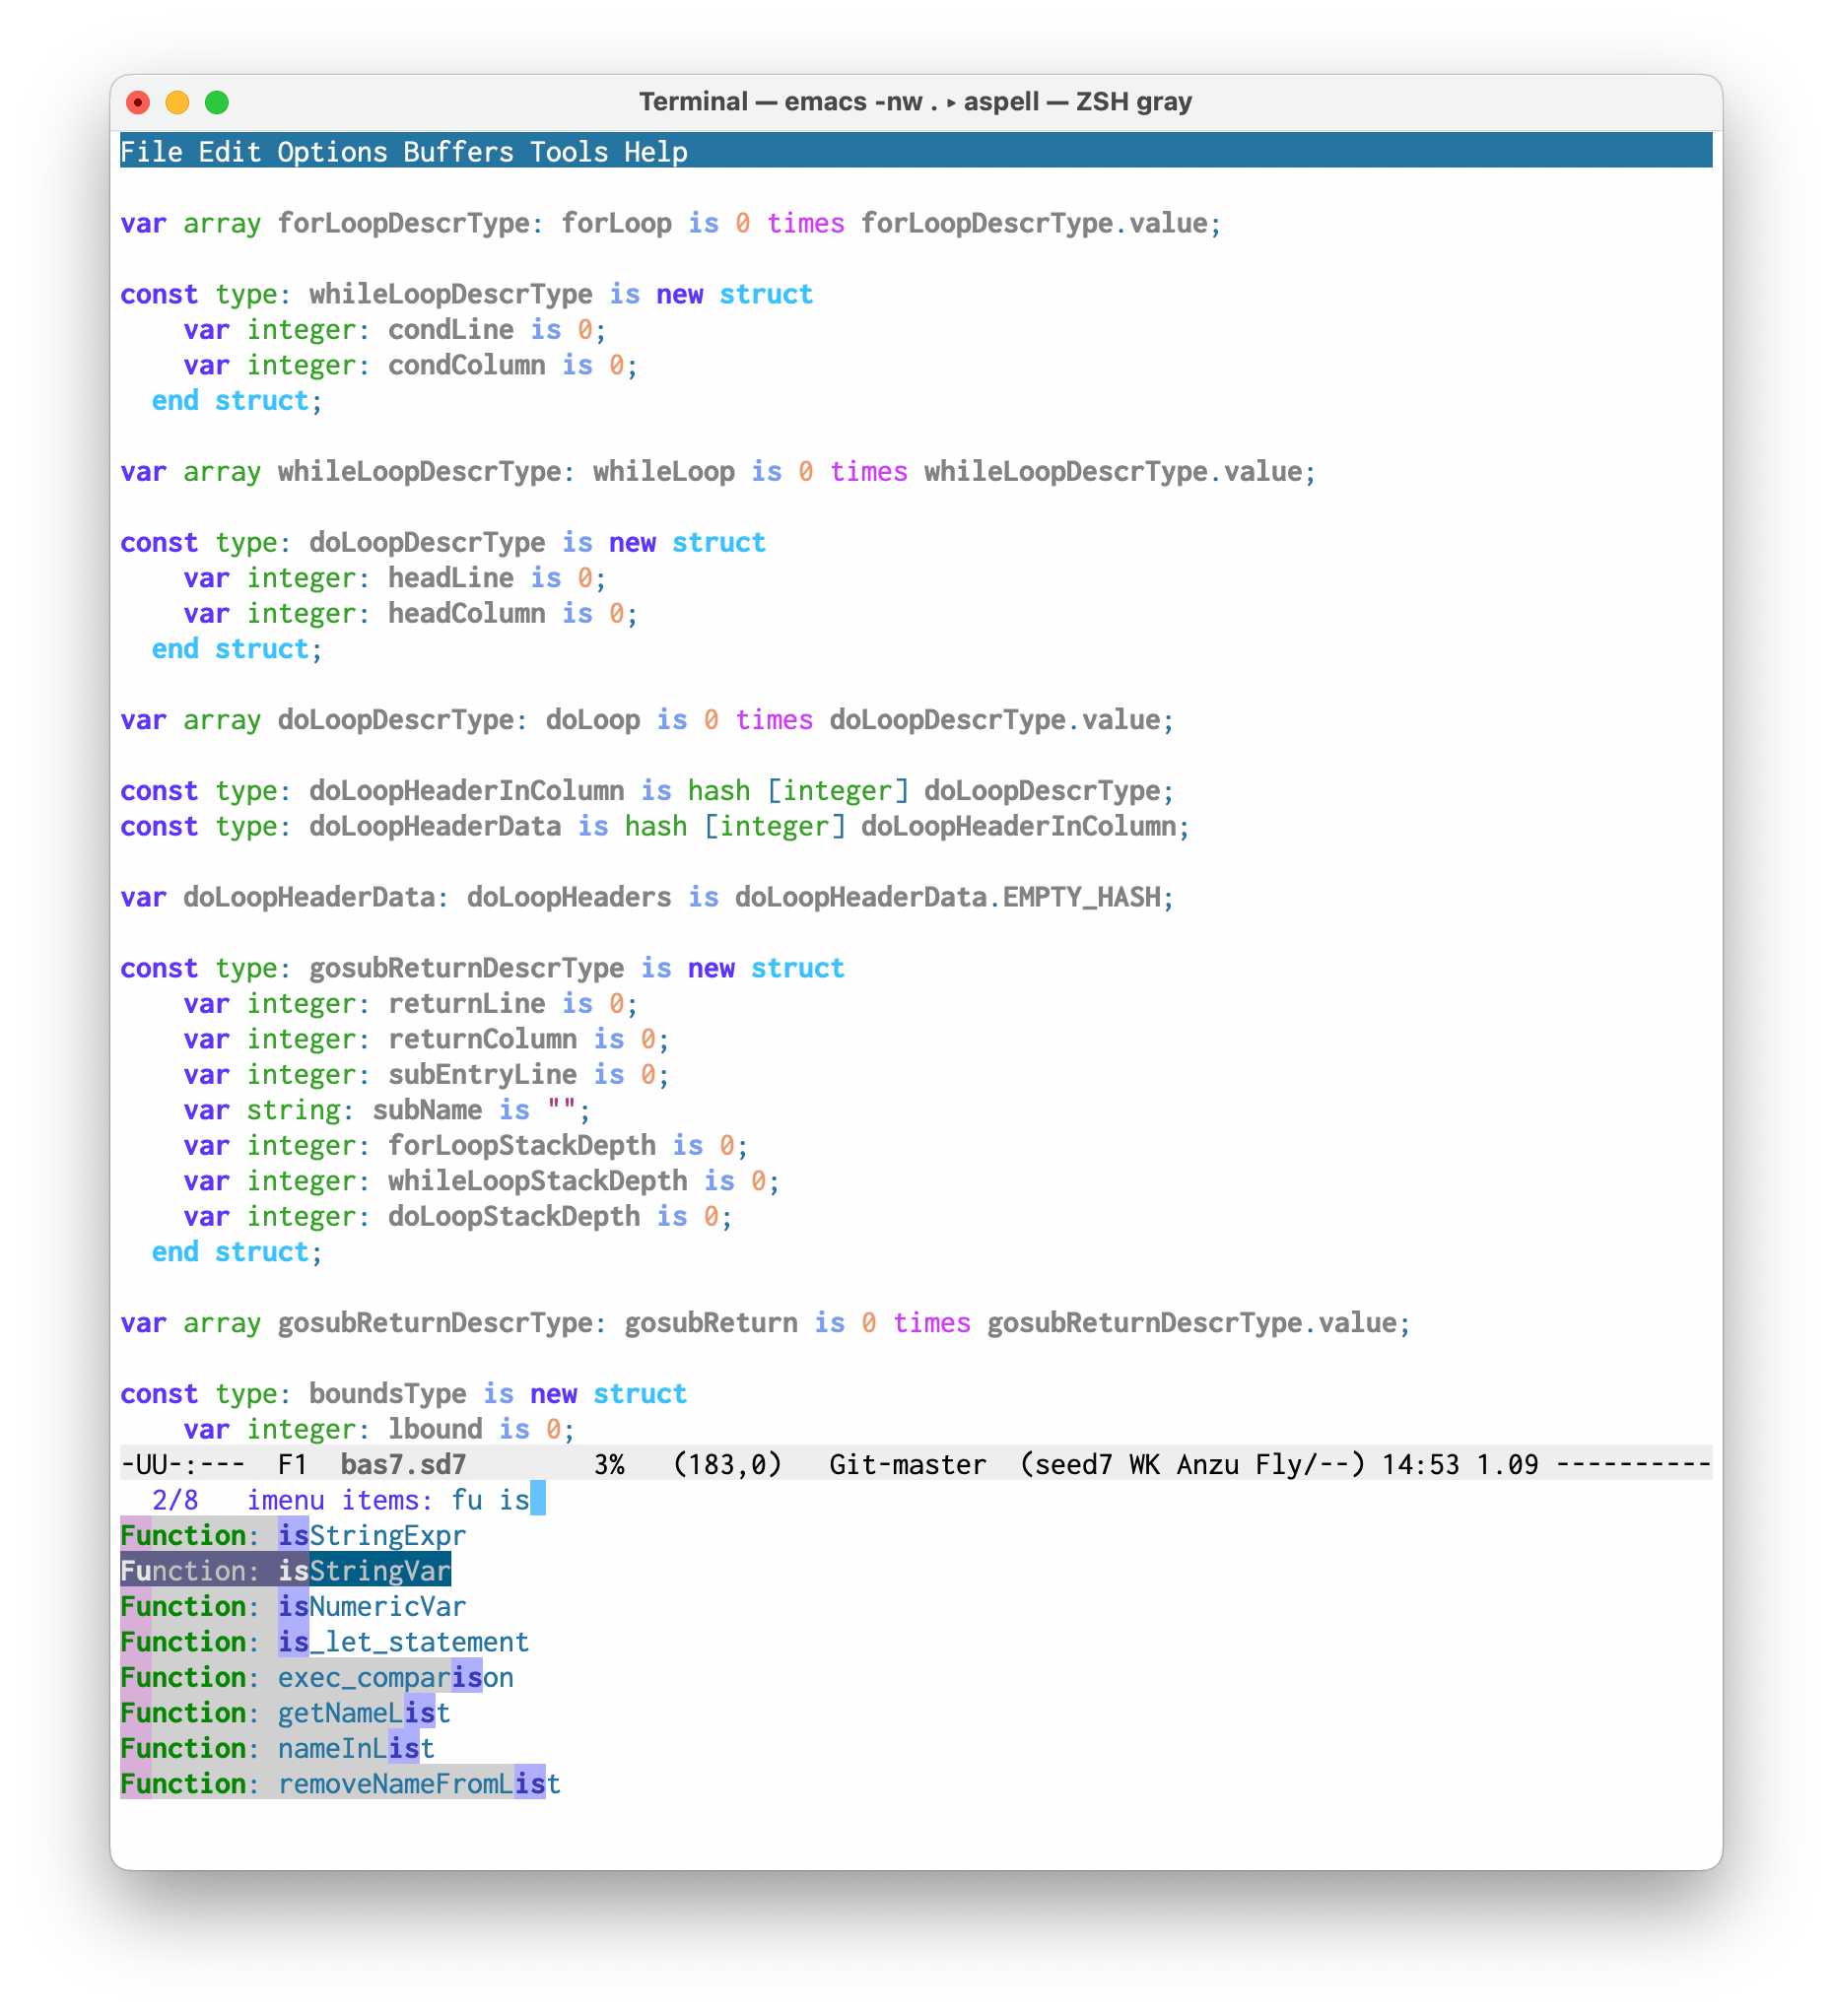 Terminal — emacs -nw . ▸ aspell — ZSH gray
File Edit Options Buffers Tools Help
var array forLoopDescrType: forLoop is 0 times forLoopDescrType.value;
const type: whileLoopDescrType is new struct
    var integer: condLine is 0;
    var integer: condColumn is 0;
  end struct;
var array whileLoopDescrType: whileLoop is 0 times whileLoopDescrType.value;
const type: doLoopDescrType is new struct
    var integer: headLine is 0;
    var integer: headColumn is 0;
  end struct;
var array doLoopDescrType: doLoop is 0 times doLoopDescrType.value;
const type: doLoopHeaderInColumn is hash [integer] doLoopDescrType;
const type: doLoopHeaderData is hash [integer] doLoopHeaderInColumn;
var doLoopHeaderData: doLoopHeaders is doLoopHeaderData.EMPTY_HASH;
const type: gosubReturnDescrType is new struct
    var integer: returnLine is 0;
    var integer: returnColumn is 0;
    var integer: subEntryLine is 0;
    var string: subName is "";
    var integer: forLoopStackDepth is 0;
    var integer: whileLoopStackDepth is 0;
    var integer: doLoopStackDepth is 0;
  end struct;
var array gosubReturnDescrType: gosubReturn is 0 times gosubReturnDescrType.value;
const type: boundsType is new struct
    var integer: lbound is 0;
-UU-:---  F1  bas7.sd7        3%   (183,0)   Git-master  (seed7 WK Anzu Fly/--) 14:53 1.09 ----------
  2/8   imenu items: fu is
Function: isStringExpr
Function: isStringVar
Function: isNumericVar
Function: is_let_statement
Function: exec_comparison
Function: getNameList
Function: nameInList
Function: removeNameFromList